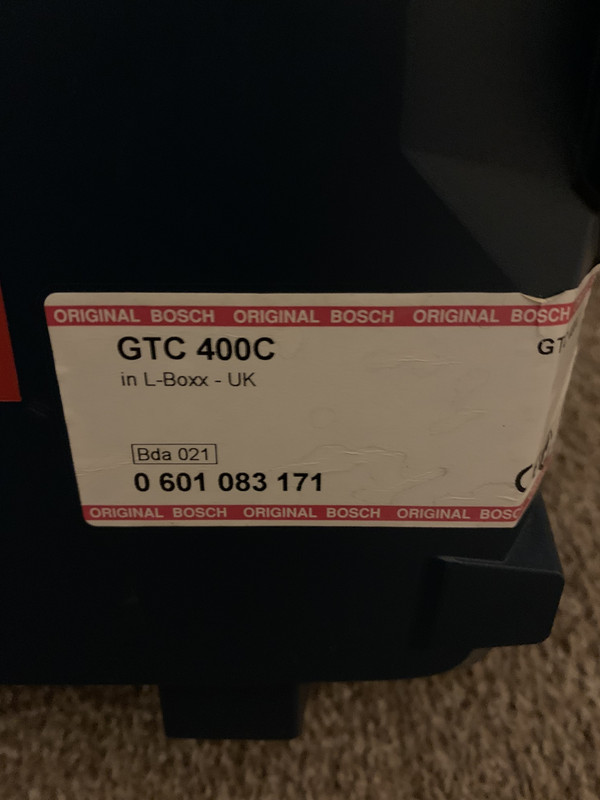 ORIGINAL BOSCH ORIGINAL BOSCH ORIGINAL BOSCH
GTC 400C
in L-Boxx - UK
Bda 021
0 601 083 171
ORIGINAL BOSCH ORIGINAL BOSCH ORIGINAL BOSC